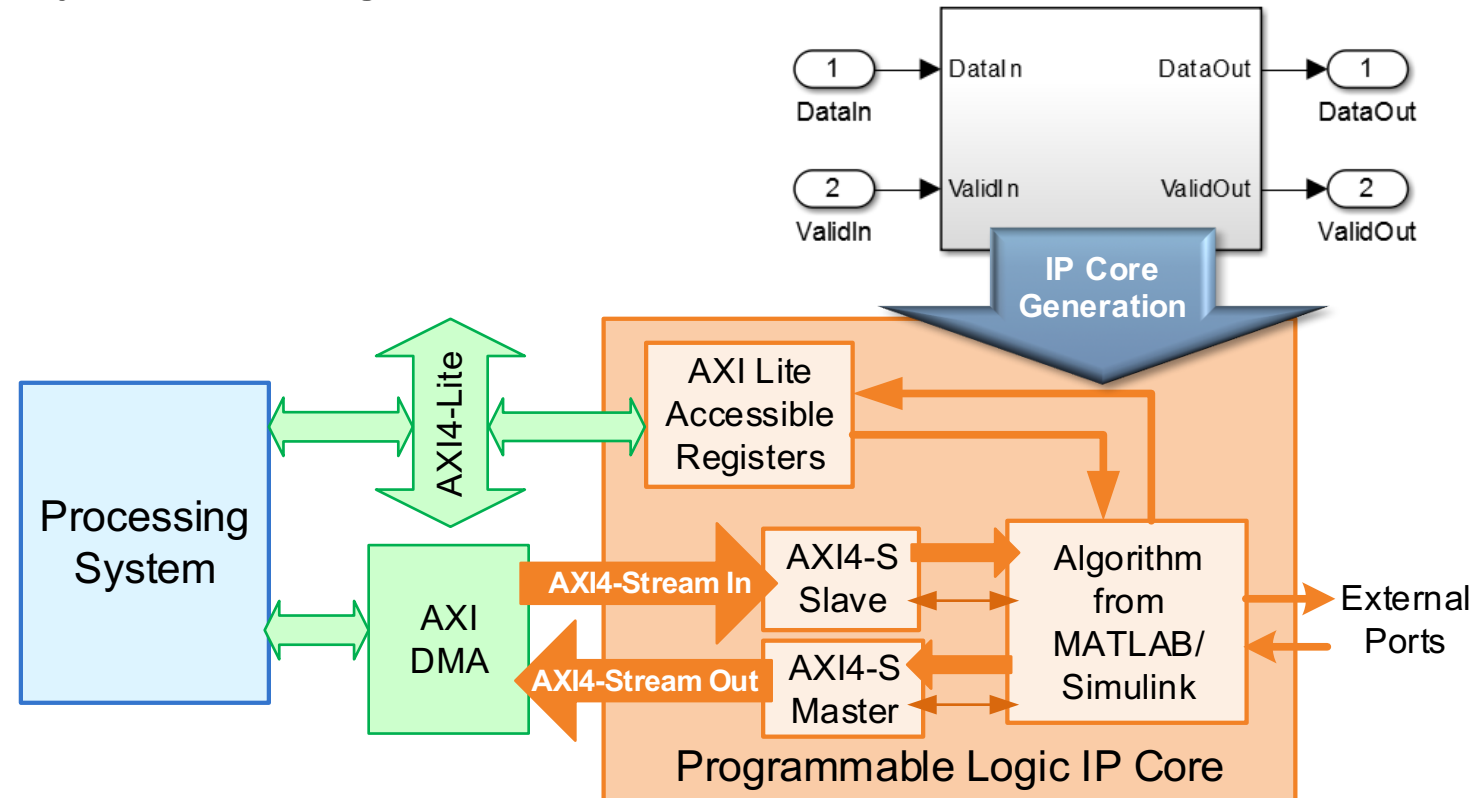 1
DataIn
DataIn
DataOut
1
DataOut
2
ValidIn
ValidIn
ValidOut
2
ValidOut
IP Core
Generation
AXI4-Lite
AXI Lite
Accessible
Registers
Processing
System
AXI
DMA
AXI4-Stream In
AXI4-Stream Out
AXI4-S
Slave
AXI4-S
Master
Algorithm
from
MATLAB/
Simulink
External
Ports
Programmable Logic IP Core